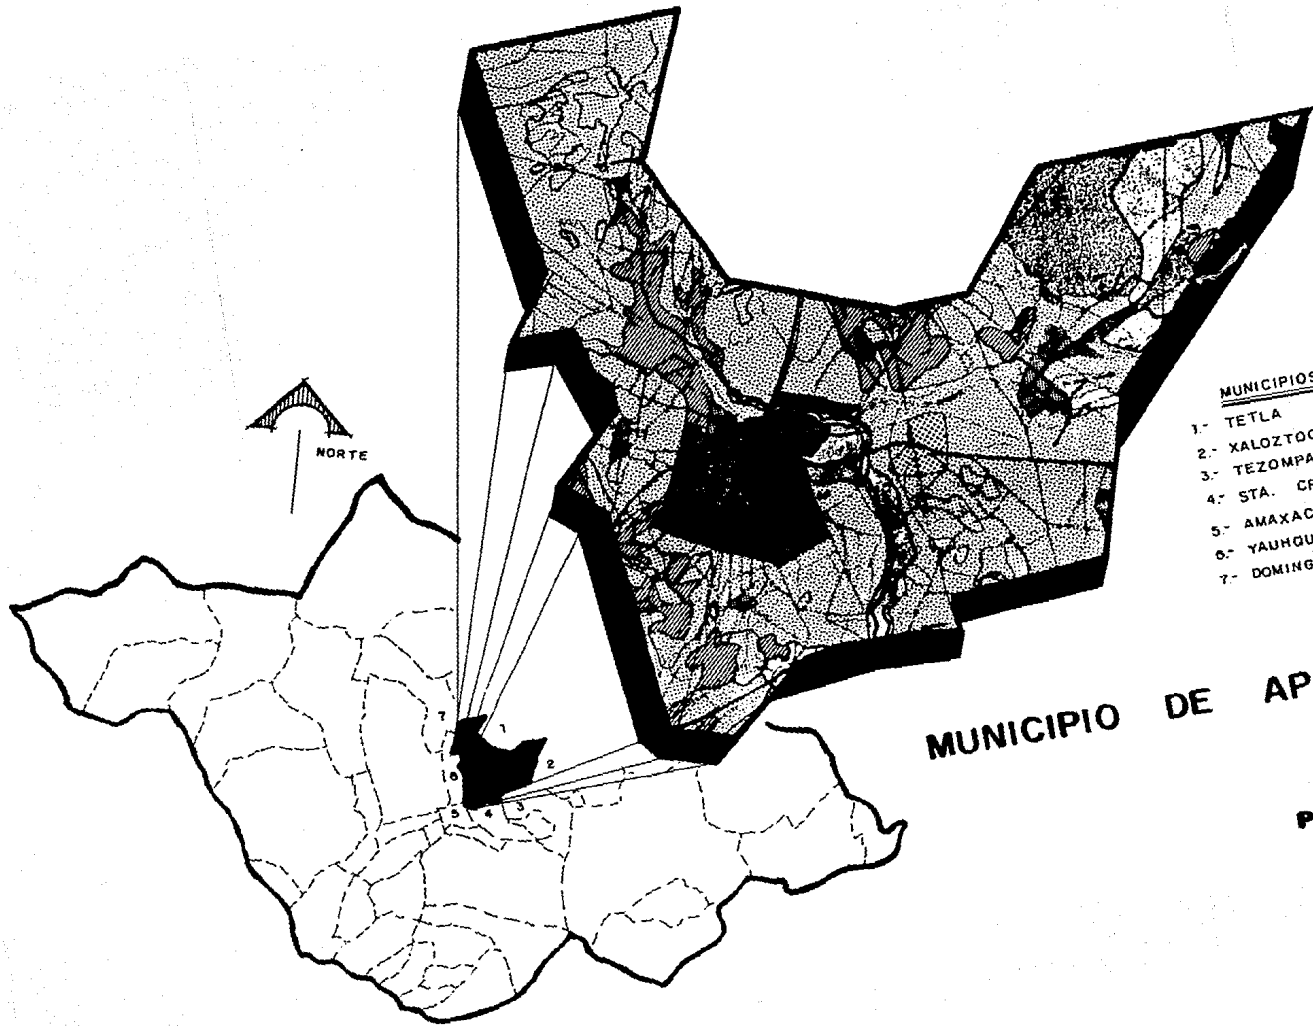 NORTE
MUNICIPIOS
1.- TETLA
2.- XALOZTOC
3.- TEZOMPA
4.- STA. CR
5.- AMAXAC
6.- YAUHQU
7.- DOMING
MUNICIPIO DE AP
P
7
1
2
6
5
4
3